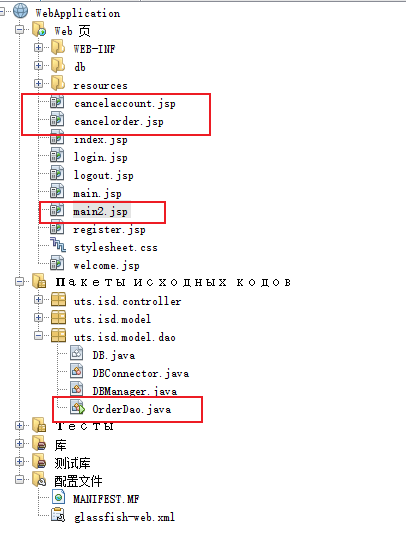 WebApplication
Web 页
WEB-INF
db
resources
cancelaccount.jsp
cancelorder.jsp
index.jsp
login.jsp
logout.jsp
main.jsp
main2.jsp
register.jsp
stylesheet.css
welcome.jsp
Пакеты исходных кодов
uts.isd.controller
uts.isd.model
uts.isd.model.dao
DB.java
DBConnector.java
DBManager.java
OrderDao.java
Тесты
库
测试库
配置文件
MANIFEST.MF
glassfish-web.xml